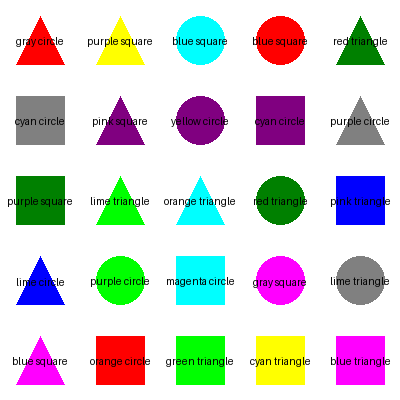 gray circle purple square blue square blue square red triangle
cyan circle pink square yellow circle cyan circle purple circle
purple square lime triangle orange triangle red triangle pink triangle
lime circle purple circle magenta circle gray square lime triangle
blue square orange circle green triangle cyan triangle blue triangle